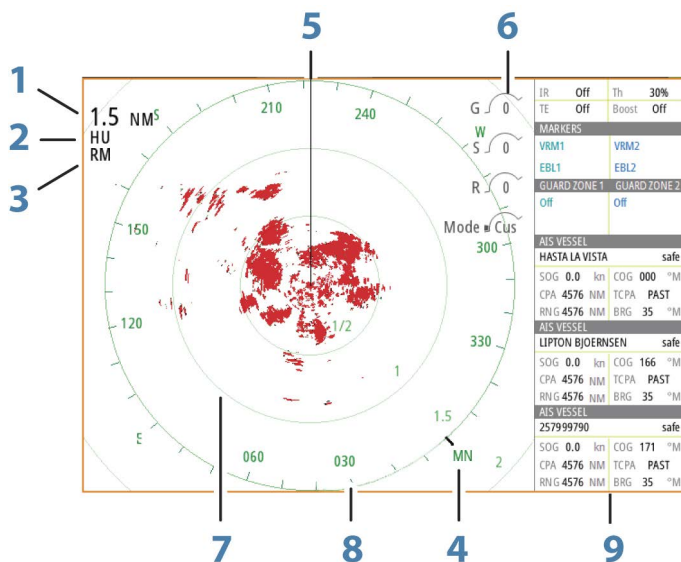 5
6
1
2
3
1.5 NM
HU
RM
S
210
240
W
300
330
MN
030
060
E
120
150
1/2
1
1.5
2
G 0
S 0
R 0
Mode Cus
IR Off Th 30%
TE Off Boost Off
MARKERS
VRM1 VRM2
EBL1 EBL2
GUARD ZONE 1 GUARD ZONE 2
Off Off
AIS VESSEL
HASTA LA VISTA safe
SOG 0.0 kn COG 000 °M
CPA 4576 NM TCPA PAST
RNG 4576 NM BRG 35 °M
AIS VESSEL
LIPTON BJOERNSEN safe
SOG 0.0 kn COG 166 °M
CPA 4576 NM TCPA PAST
RNG 4576 NM BRG 35 °M
AIS VESSEL
257999790 safe
SOG 0.0 kn COG 171 °M
CPA 4576 NM TCPA PAST
RNG 4576 NM BRG 35 °M
7
8
4
9